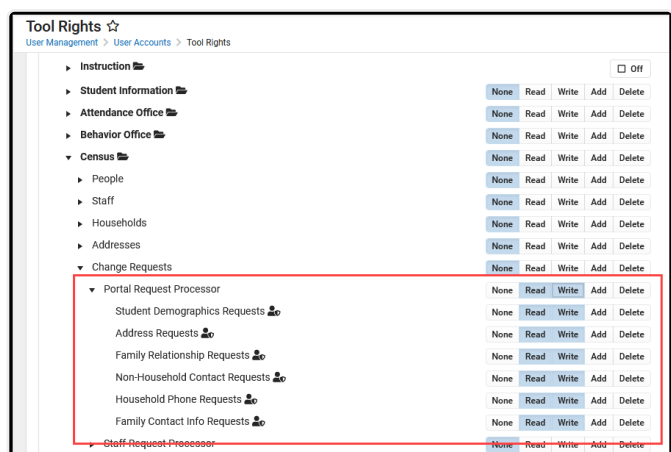 Tool Rights
User Management > User Accounts > Tool Rights
Instruction Off
Student Information None Read Write Add Delete
Attendance Office None Read Write Add Delete
Behavior Office None Read Write Add Delete
Census None Read Write Add Delete
People None Read Write Add Delete
Staff None Read Write Add Delete
Households None Read Write Add Delete
Addresses None Read Write Add Delete
Change Requests None Read Write Add Delete
Portal Request Processor None Read Write Add Delete
Student Demographics Requests None Read Write Add Delete
Address Requests None Read Write Add Delete
Family Relationship Requests None Read Write Add Delete
Non-Household Contact Requests None Read Write Add Delete
Household Phone Requests None Read Write Add Delete
Family Contact Info Requests None Read Write Add Delete
Staff Request Processor None Read Write Add Delete